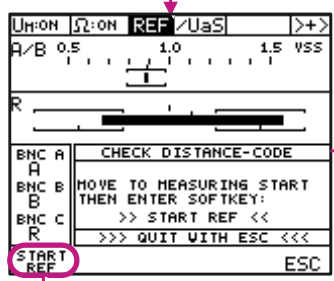 UM:ON Ω:ON REF /UaS >+>
A/B 0.5 1.0 1.5 VSS
R
BNC A
A
BNC B
B
BNC C
R
CHECK DISTANCE-CODE
MOVE TO MEASURING START
THEN ENTER SOFTKEY:
>> START REF <<
>>> QUIT WITH ESC <<<
START
REF
ESC